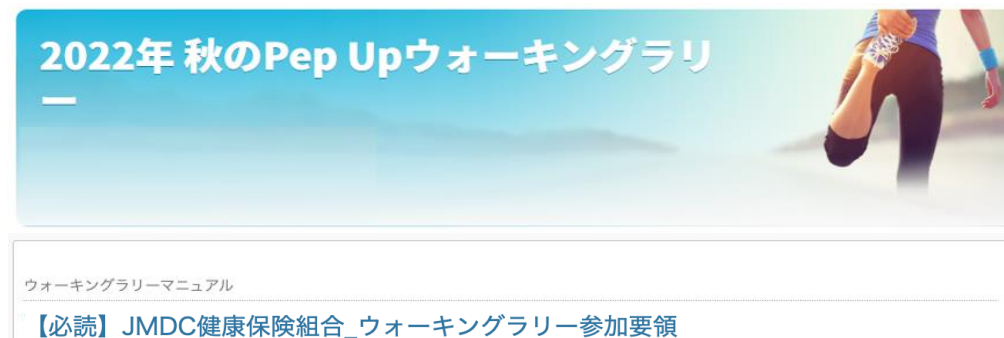 2022年 秋のPep Upウォーキングラリ
ー
ウォーキングラリーマニュアル
【必読】JMDC健康保険組合_ウォーキングラリー参加要領